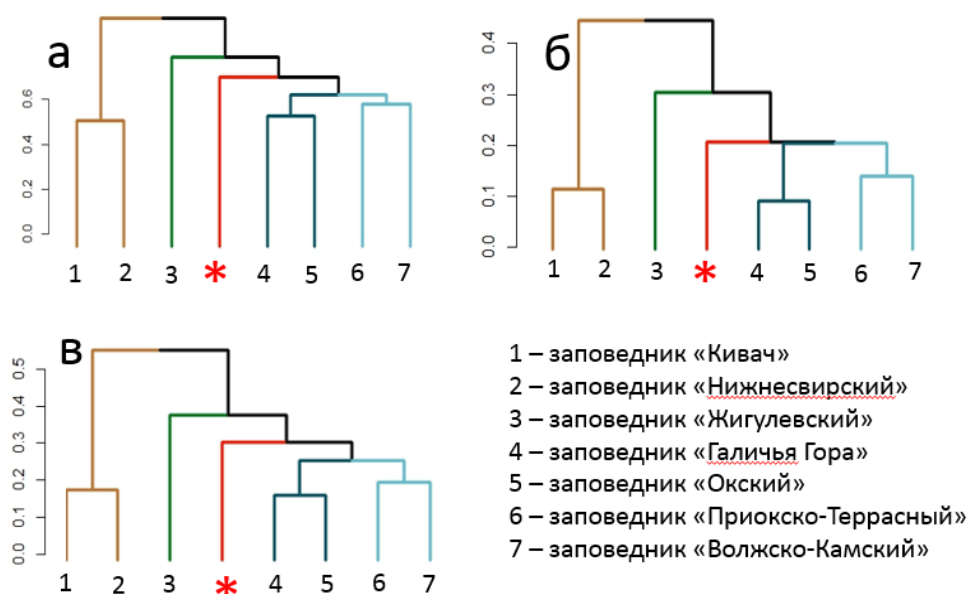 а
0.6
0.4
0.2
0.0
1 2 3 * 4 5 6 7
б
0.4
0.3
0.2
0.1
0.0
1 2 3 * 4 5 6 7
в
0.5
0.4
0.3
0.2
0.1
0.0
1 2 3 * 4 5 6 7
1 – заповедник «Кивач»
2 – заповедник «Нижнесвирский»
3 – заповедник «Жигулевский»
4 – заповедник «Галичья Гора»
5 – заповедник «Окский»
6 – заповедник «Приокско-Террасный»
7 – заповедник «Волжско-Камский»